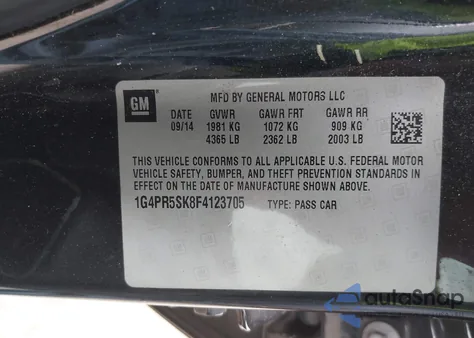 GM
MFD BY GENERAL MOTORS LLC
DATE GVWR GAWR FRT GAWR RR
09/14 1981 KG 1072 KG 909 KG
4365 LB 2362 LB 2003 LB
THIS VEHICLE CONFORMS TO ALL APPLICABLE U.S. FEDERAL MOTOR
VEHICLE SAFETY, BUMPER, AND THEFT PREVENTION STANDARDS
IN EFFECT ON THE DATE OF MANUFACTURE SHOWN ABOVE.
1G4PR5SK8F4123705 TYPE: PASS CAR
autoSnap